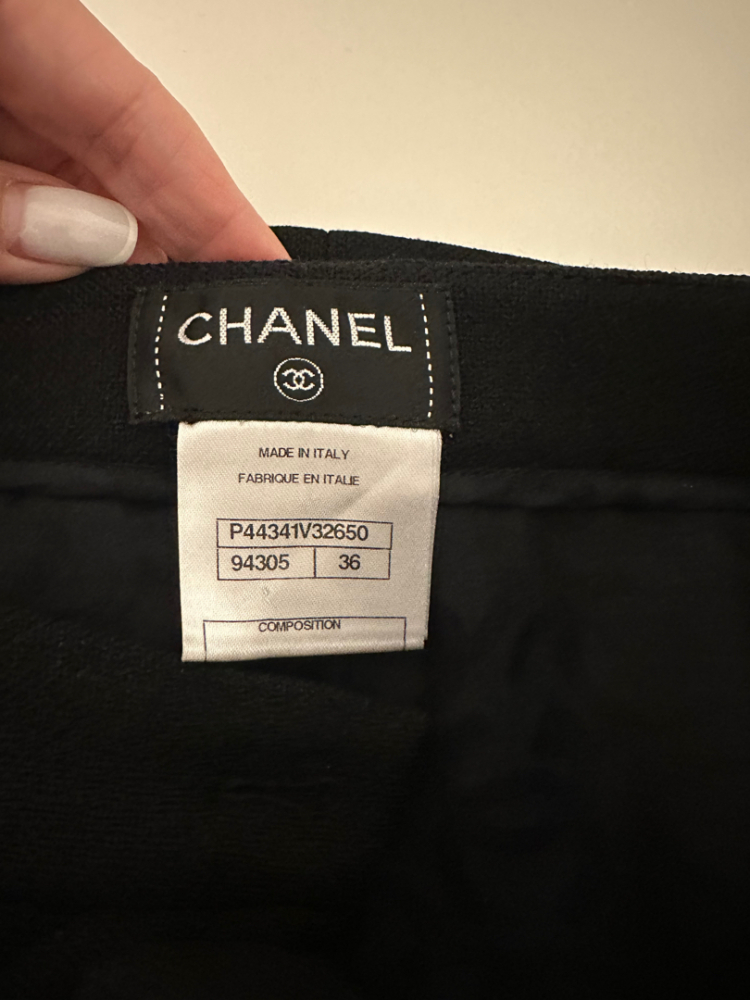 CHANEL
MADE IN ITALY
FABRIQUE EN ITALIE
P44341V32650
94305 36
COMPOSITION